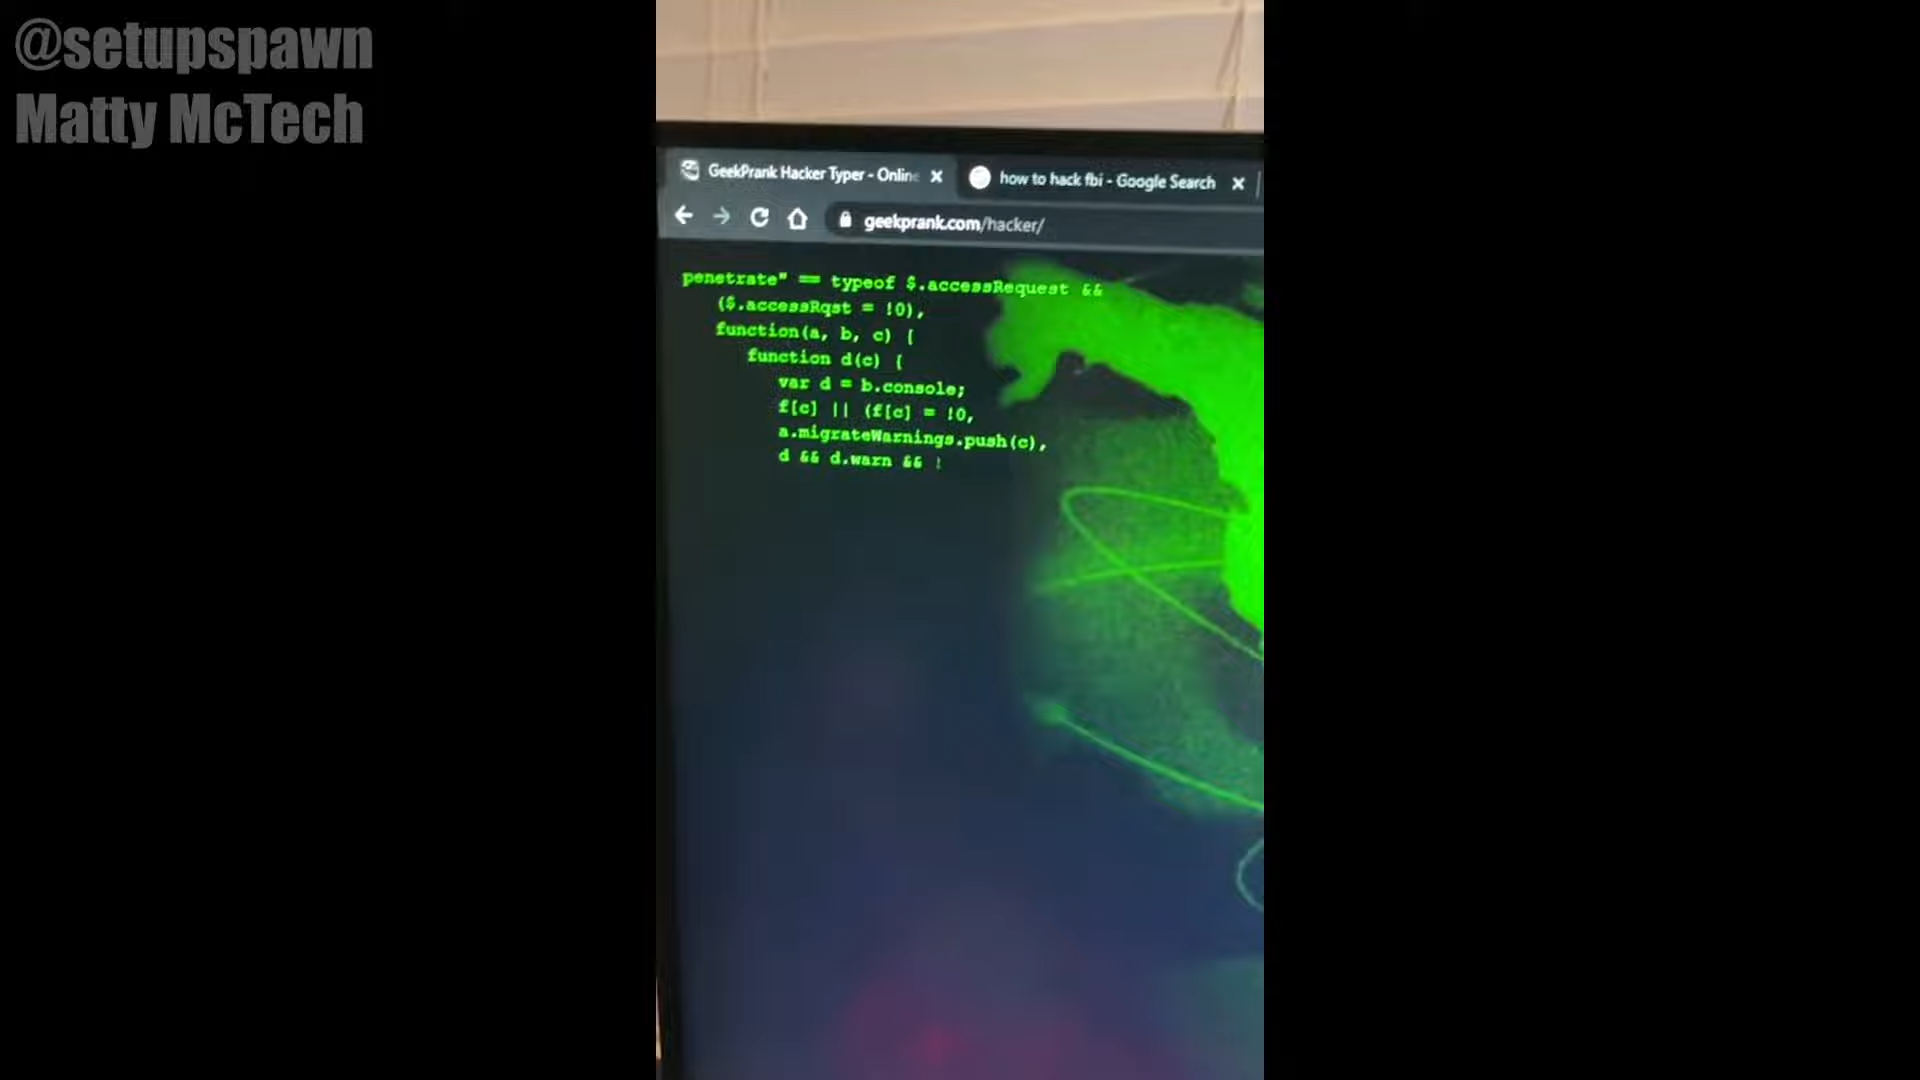 @setupspawn
Matty McTech
GeekPrank Hacker Typer - Online
how to hack fbi - Google Search
geekprank.com/hacker/
penetrate" == typeof $.accessRequest &&
($.accessRqst = !0),
function(a, b, c) {
function d(c) {
var d = b.console;
f[c] || (f[c] = !0,
a.migrateWarnings.push(c),
d && d.warn && !